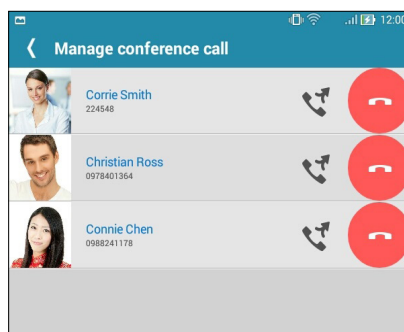 12:00
Manage conference call
Corrie Smith
224548
Christian Ross
0978401364
Connie Chen
0988241178